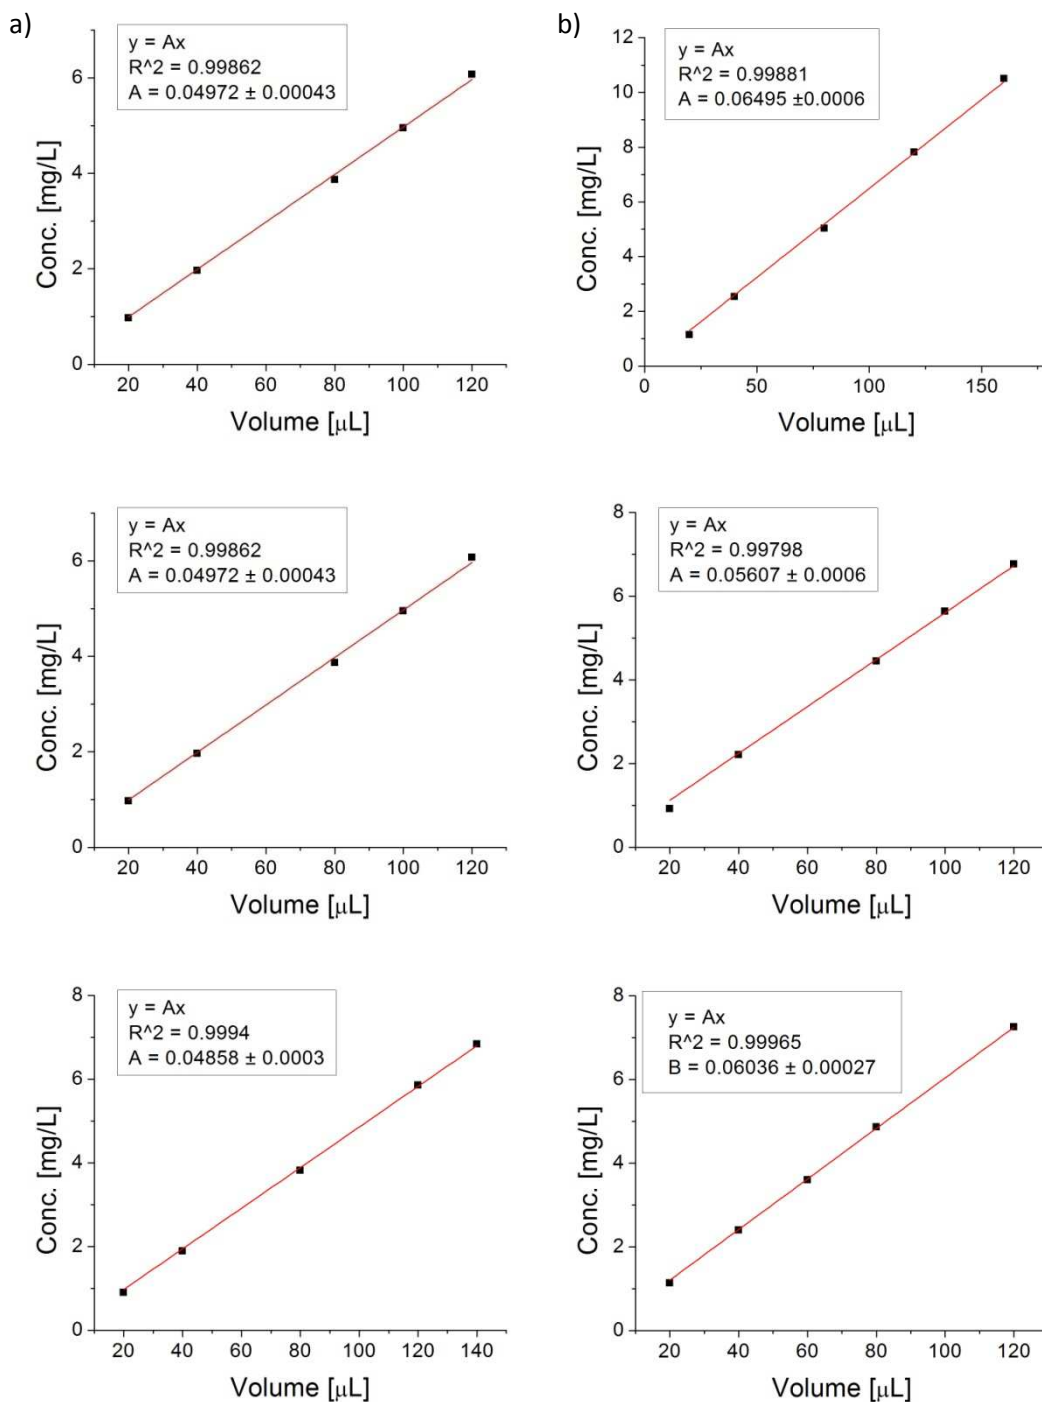 a)
y = Ax
R^2 = 0.99862
A = 0.04972 ± 0.00043
Conc. [mg/L]
6
4
2
0
20 40 60 80 100 120
Volume [μL]
b)
y = Ax
R^2 = 0.99881
A = 0.06495 ±0.0006
Conc. [mg/L]
12
10
8
6
4
2
0
0 50 100 150
Volume [μL]
y = Ax
R^2 = 0.99862
A = 0.04972 ± 0.00043
Conc. [mg/L]
6
4
2
0
20 40 60 80 100 120
Volume [μL]
y = Ax
R^2 = 0.99798
A = 0.05607 ± 0.0006
Conc. [mg/L]
8
6
4
2
0
20 40 60 80 100 120
Volume [μL]
y = Ax
R^2 = 0.9994
A = 0.04858 ± 0.0003
Conc. [mg/L]
8
6
4
2
0
20 40 60 80 100 120 140
Volume [μL]
y = Ax
R^2 = 0.99965
B = 0.06036 ± 0.00027
Conc. [mg/L]
8
6
4
2
0
20 40 60 80 100 120
Volume [μL]